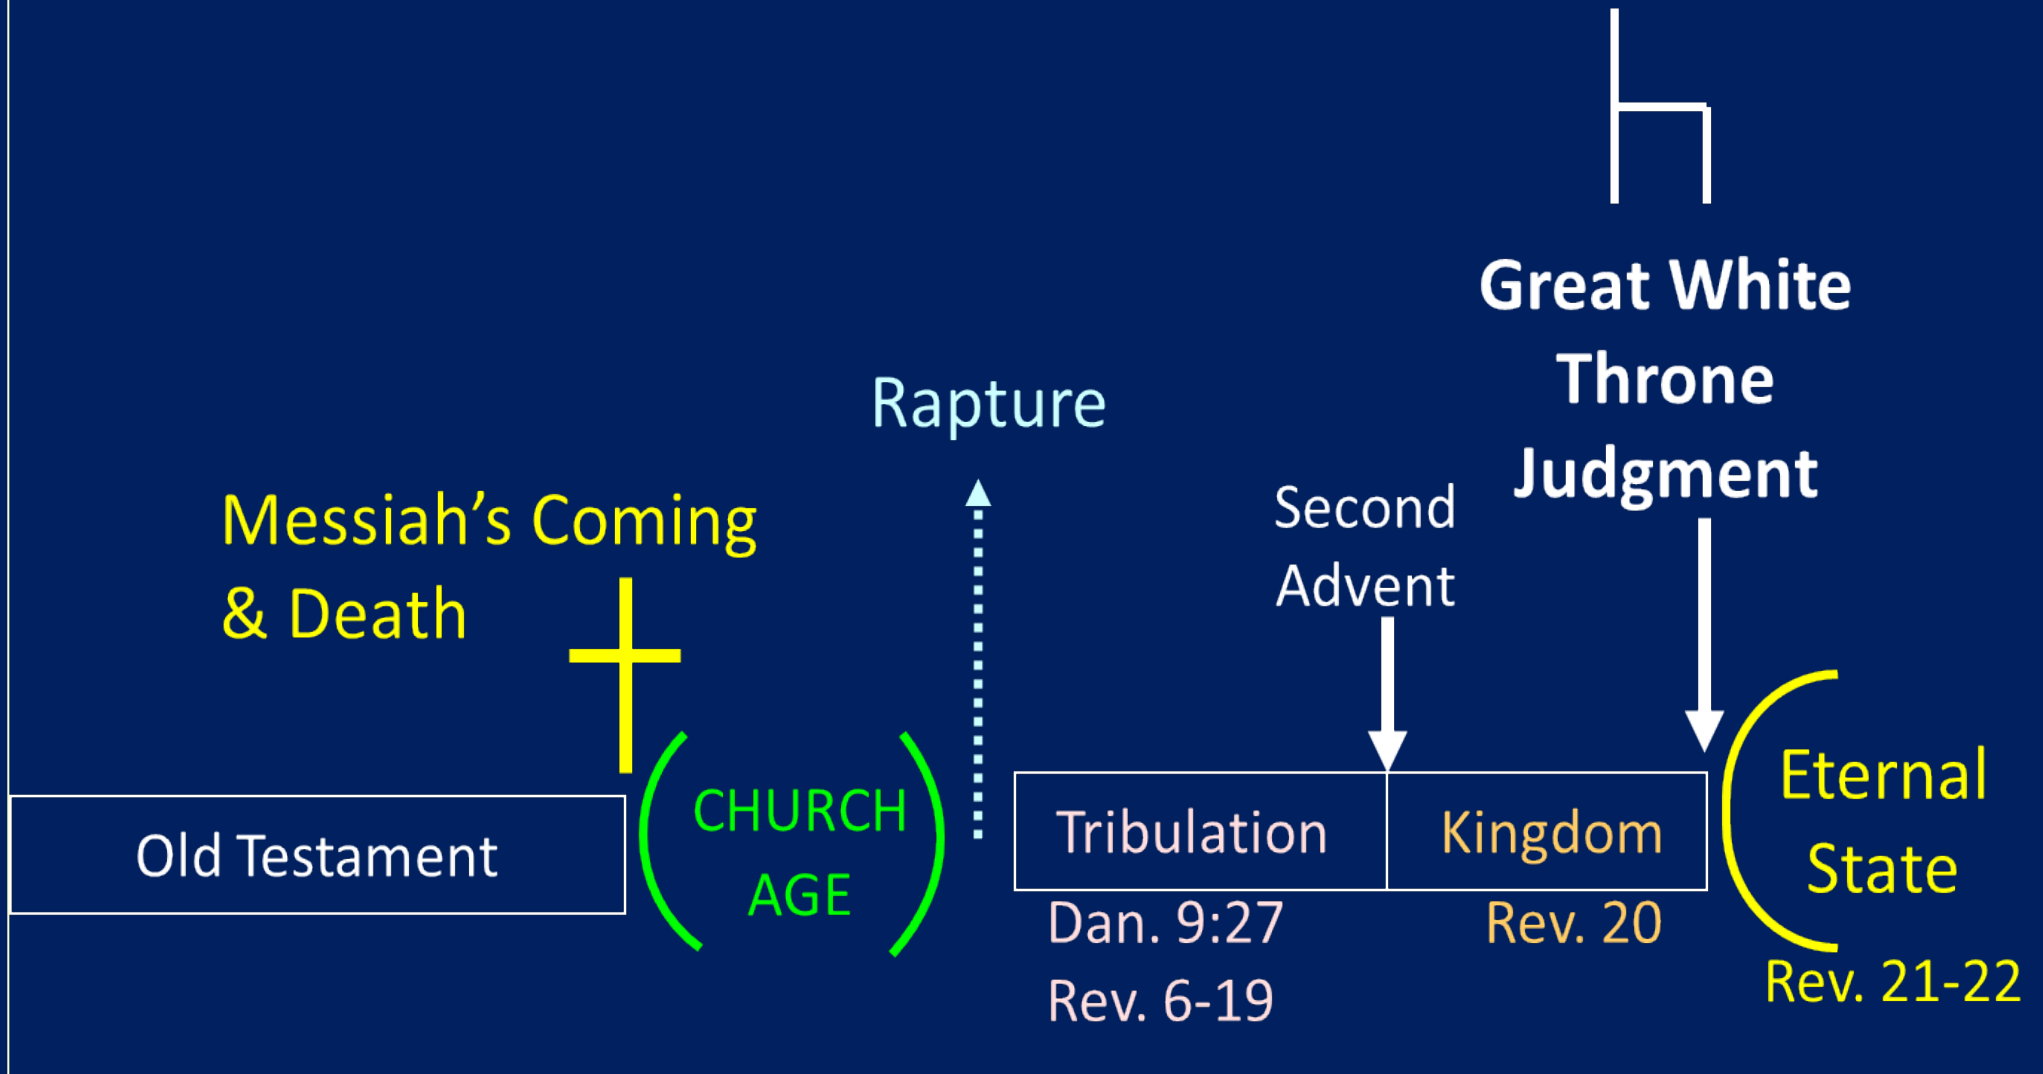 Great White
Throne
Judgment
Rapture
Second
Advent
Messiah’s Coming
& Death
Old Testament
CHURCH
AGE
Tribulation
Kingdom
Eternal
State
Dan. 9:27
Rev. 6-19
Rev. 20
Rev. 21-22